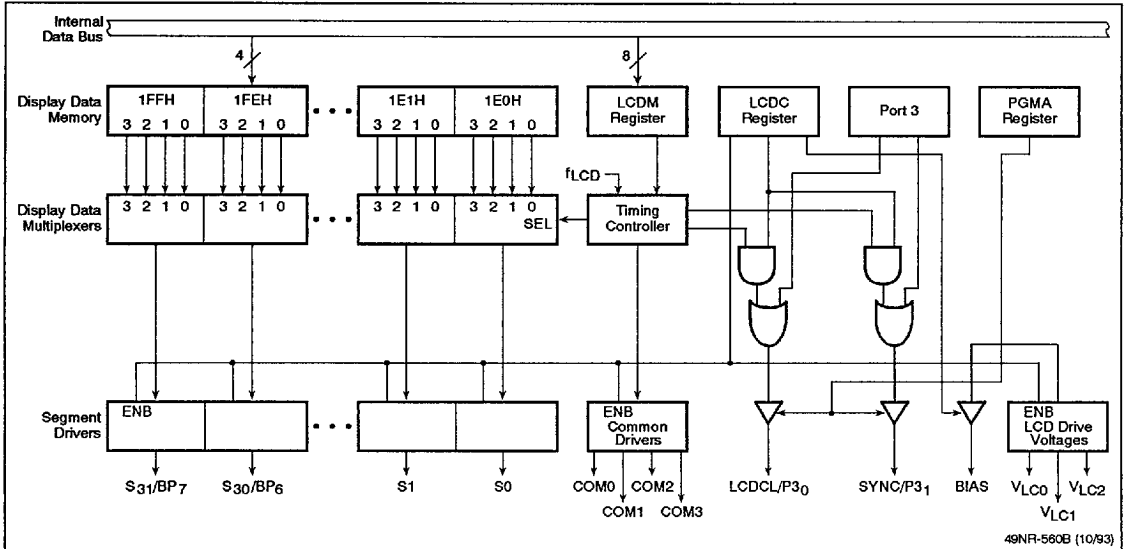 Internal
Data Bus
4
8
Display Data
Memory
1FFH 1FEH 1E1H 1E0H
3 2 1 0 3 2 1 0 3 2 1 0 3 2 1 0
LCDM
Register
LCDC
Register
Port 3
PGMA
Register
fLCD
Display Data
Multiplexers
3 2 1 0 3 2 1 0 3 2 1 0 3 2 1 0
SEL
Timing
Controller
Segment
Drivers
ENB
ENB
Common
Drivers
ENB
LCD Drive
Voltages
S31/BP7 S30/BP6 S1 S0 COM0 COM2 LCDCL/P30 SYNC/P31 BIAS VLC0 VLC2
COM1 COM3 VLC1
49NR-560B (10/93)